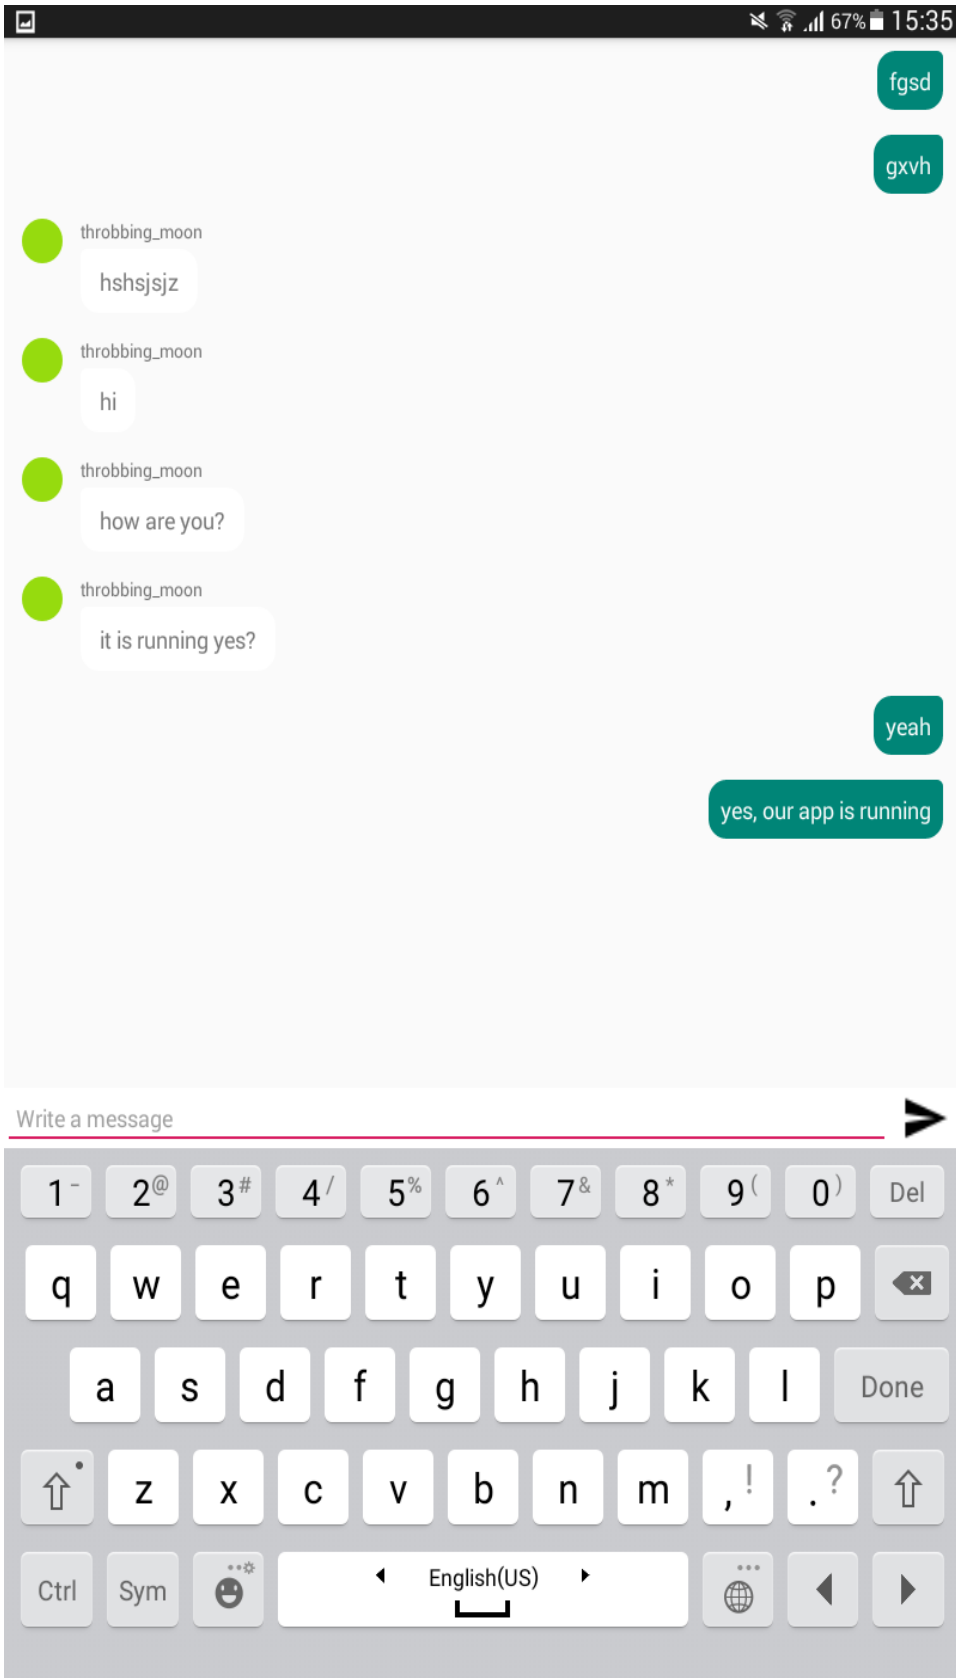 67% 15:35
fgsd
gxvh
throbbing_moon
hshsjsjz
throbbing_moon
hi
throbbing_moon
how are you?
throbbing_moon
it is running yes?
yeah
yes, our app is running
Write a message
1 - 2 @ 3 # 4 / 5 % 6 ^ 7 & 8 * 9 ( 0 ) Del
q w e r t y u i o p
a s d f g h j k l Done
z x c v b n m , ! . ?
Ctrl Sym English(US)